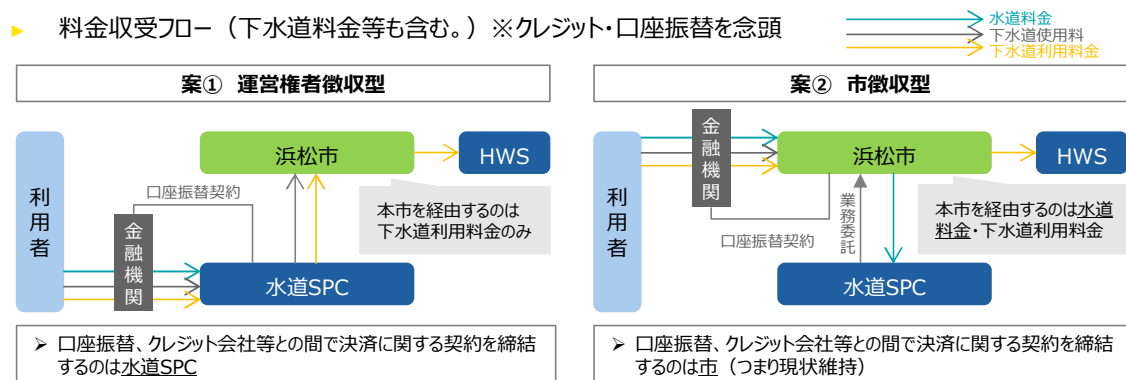 ► 料金収受フロー（下水道料金等も含む。）※クレジット・口座振替を念頭
水道料金
下水道使用料
下水道利用料金
案① 運営権者徴収型
利用者
浜松市
HWS
口座振替契約
金融機関
本市を経由するのは
下水道利用料金のみ
水道SPC
➢ 口座振替、クレジット会社等との間で決済に関する契約を締結
するのは水道SPC
案② 市徴収型
利用者
金融機関
浜松市
HWS
口座振替契約
業務委託
本市を経由するのは水道
料金・下水道利用料金
水道SPC
➢ 口座振替、クレジット会社等との間で決済に関する契約を締結
するのは市（つまり現状維持）